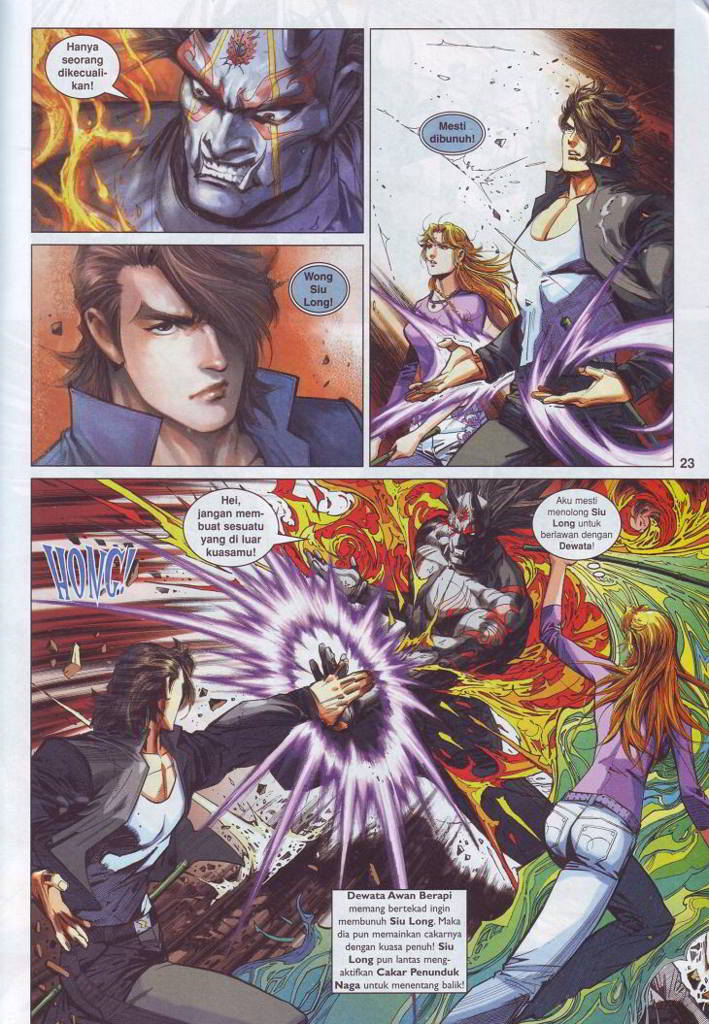 Hanya
seorang
dikecuali-
kan!
Mesti
dibunuh!
Wong
Siu
Long!
23
Hei,
jangan mem-
buat sesuatu
yang di luar
kuasamu!
Aku mesti
menolong Siu
Long untuk
berlawan dengan
Dewata!
HONG!
Dewata Awan Berapi
memang bertekad ingin
membunuh Siu Long. Maka
dia pun memainkan cakarnya
dengan kuasa penuh! Siu
Long pun lantas meng-
aktifkan Cakar Penunduk
Naga untuk menentang balik!